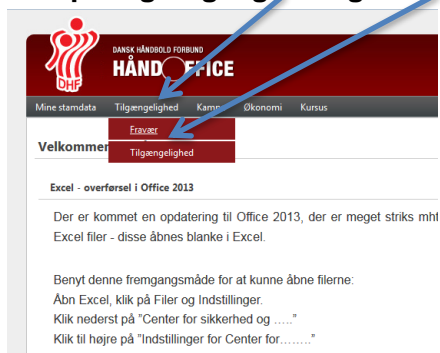 DHF
DANSK HÅNDBOLD FORBUND
HÅND OFFICE
Mine stamdata Tilgængelighed Kamp Økonomi Kursus
Fravær
Tilgængelighed
Velkommen
Excel - overførsel i Office 2013
Der er kommet en opdatering til Office 2013, der er meget striks mht
Excel filer - disse åbnes blanke i Excel.
Benyt denne fremgangsmåde for at kunne åbne filerne:
Åbn Excel, klik på Filer og Indstillinger.
Klik nederst på "Center for sikkerhed og ....."
Klik til højre på "Indstillinger for Center for........"